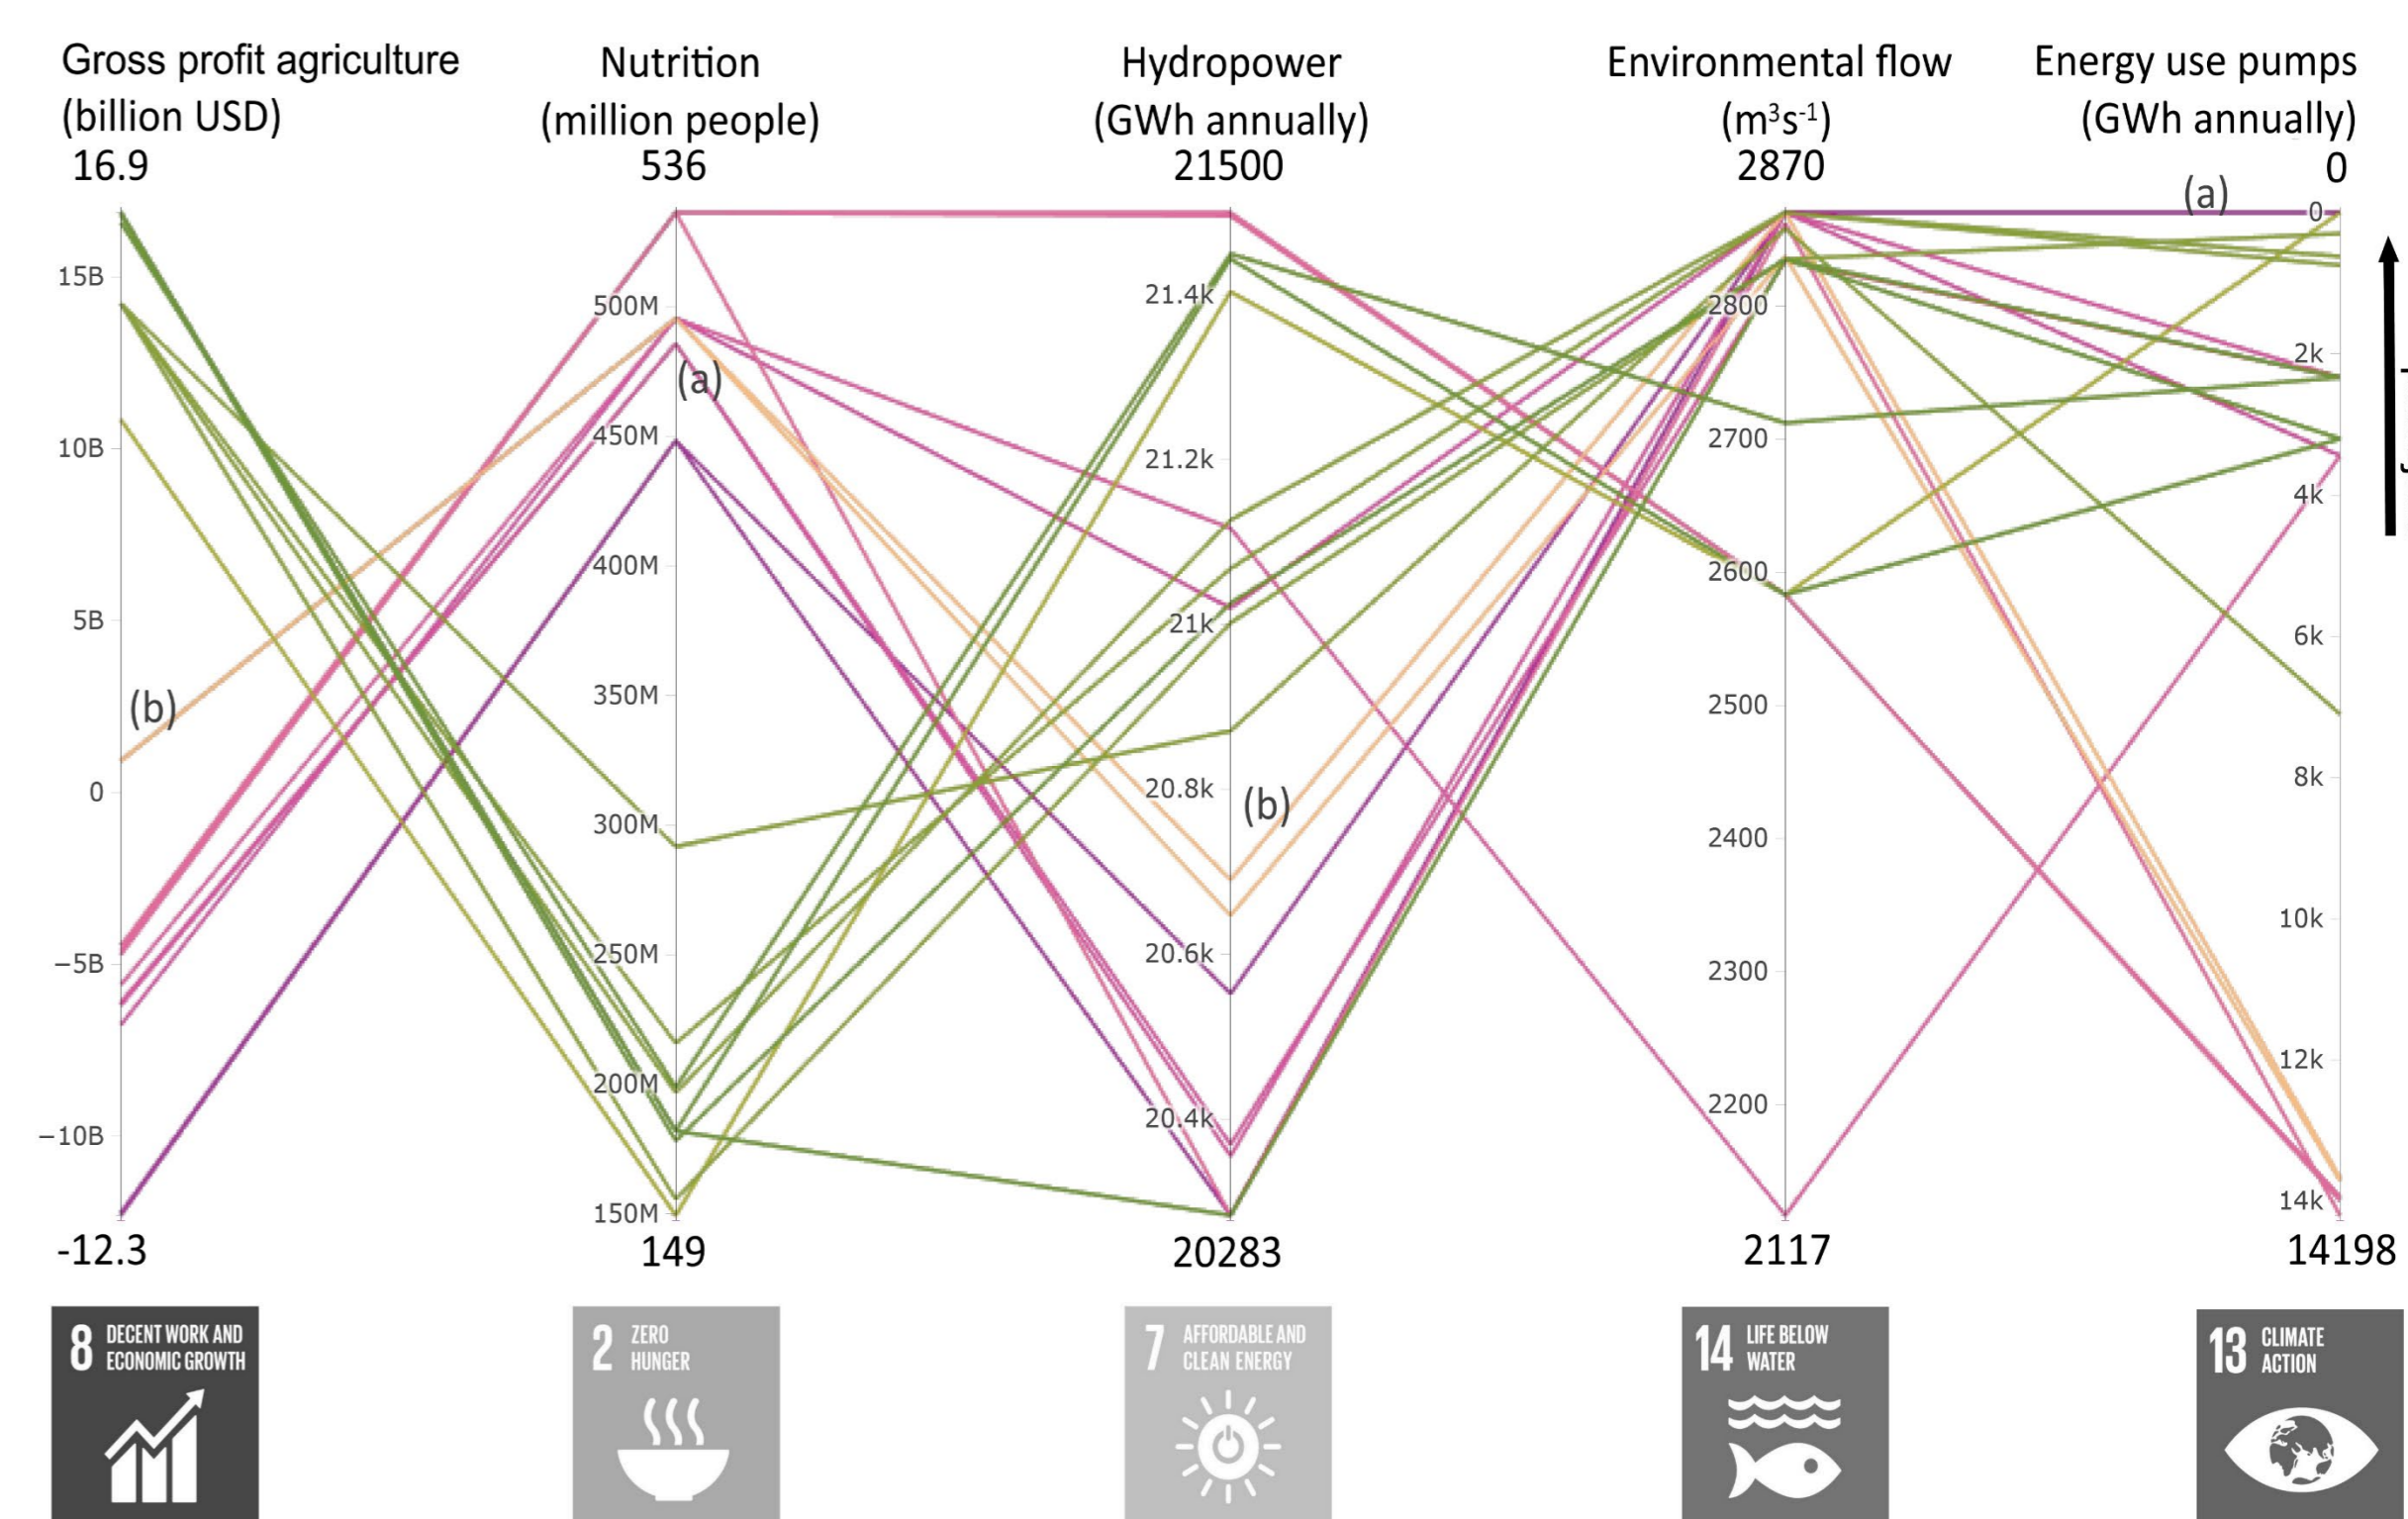 Gross profit agriculture
(billion USD)
16.9
Nutrition
(million people)
536
Hydropower
(GWh annually)
21500
Environmental flow
(m³s⁻¹)
2870
Energy use pumps
(GWh annually)
0
15B
10B
5B
0
−5B
−10B
-12.3
(b)
500M
450M
400M
350M
300M
250M
200M
150M
149
(a)
21.4k
21.2k
21k
20.8k
20.6k
20.4k
20283
(b)
2800
2700
2600
2500
2400
2300
2200
2117
(a)
0
2k
4k
6k
8k
10k
12k
14k
14198
8 DECENT WORK AND
ECONOMIC GROWTH
2 ZERO
HUNGER
7 AFFORDABLE AND
CLEAN ENERGY
14 LIFE BELOW
WATER
13 CLIMATE
ACTION